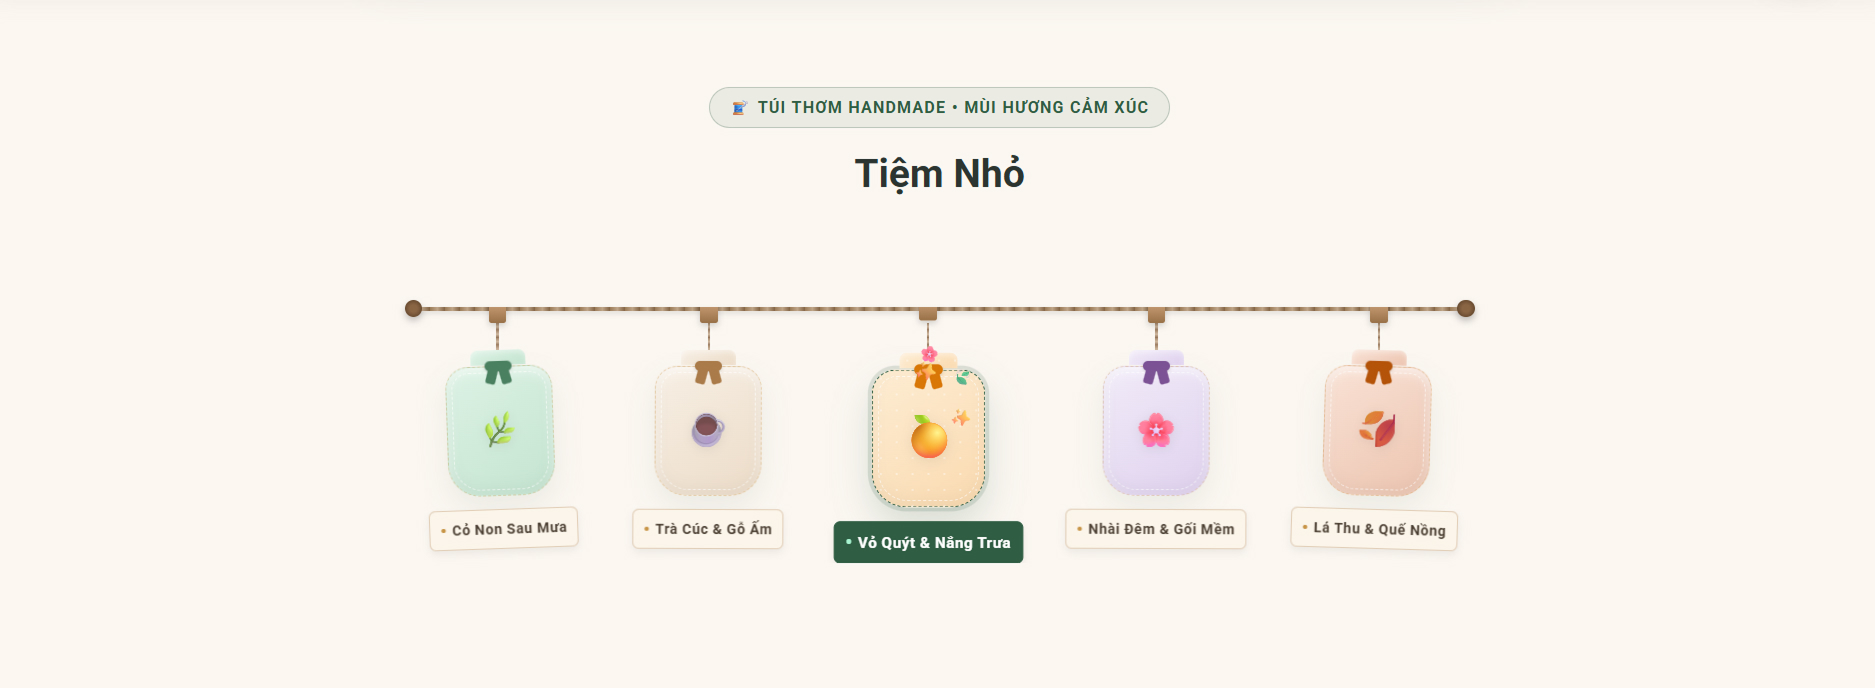 TÚI THƠM HANDMADE • MÙI HƯƠNG CẢM XÚC
Tiệm Nhỏ
• Cỏ Non Sau Mưa
• Trà Cúc & Gỗ Ấm
• Vỏ Quýt & Nắng Trưa
• Nhài Đêm & Gối Mềm
• Lá Thu & Quế Nồng